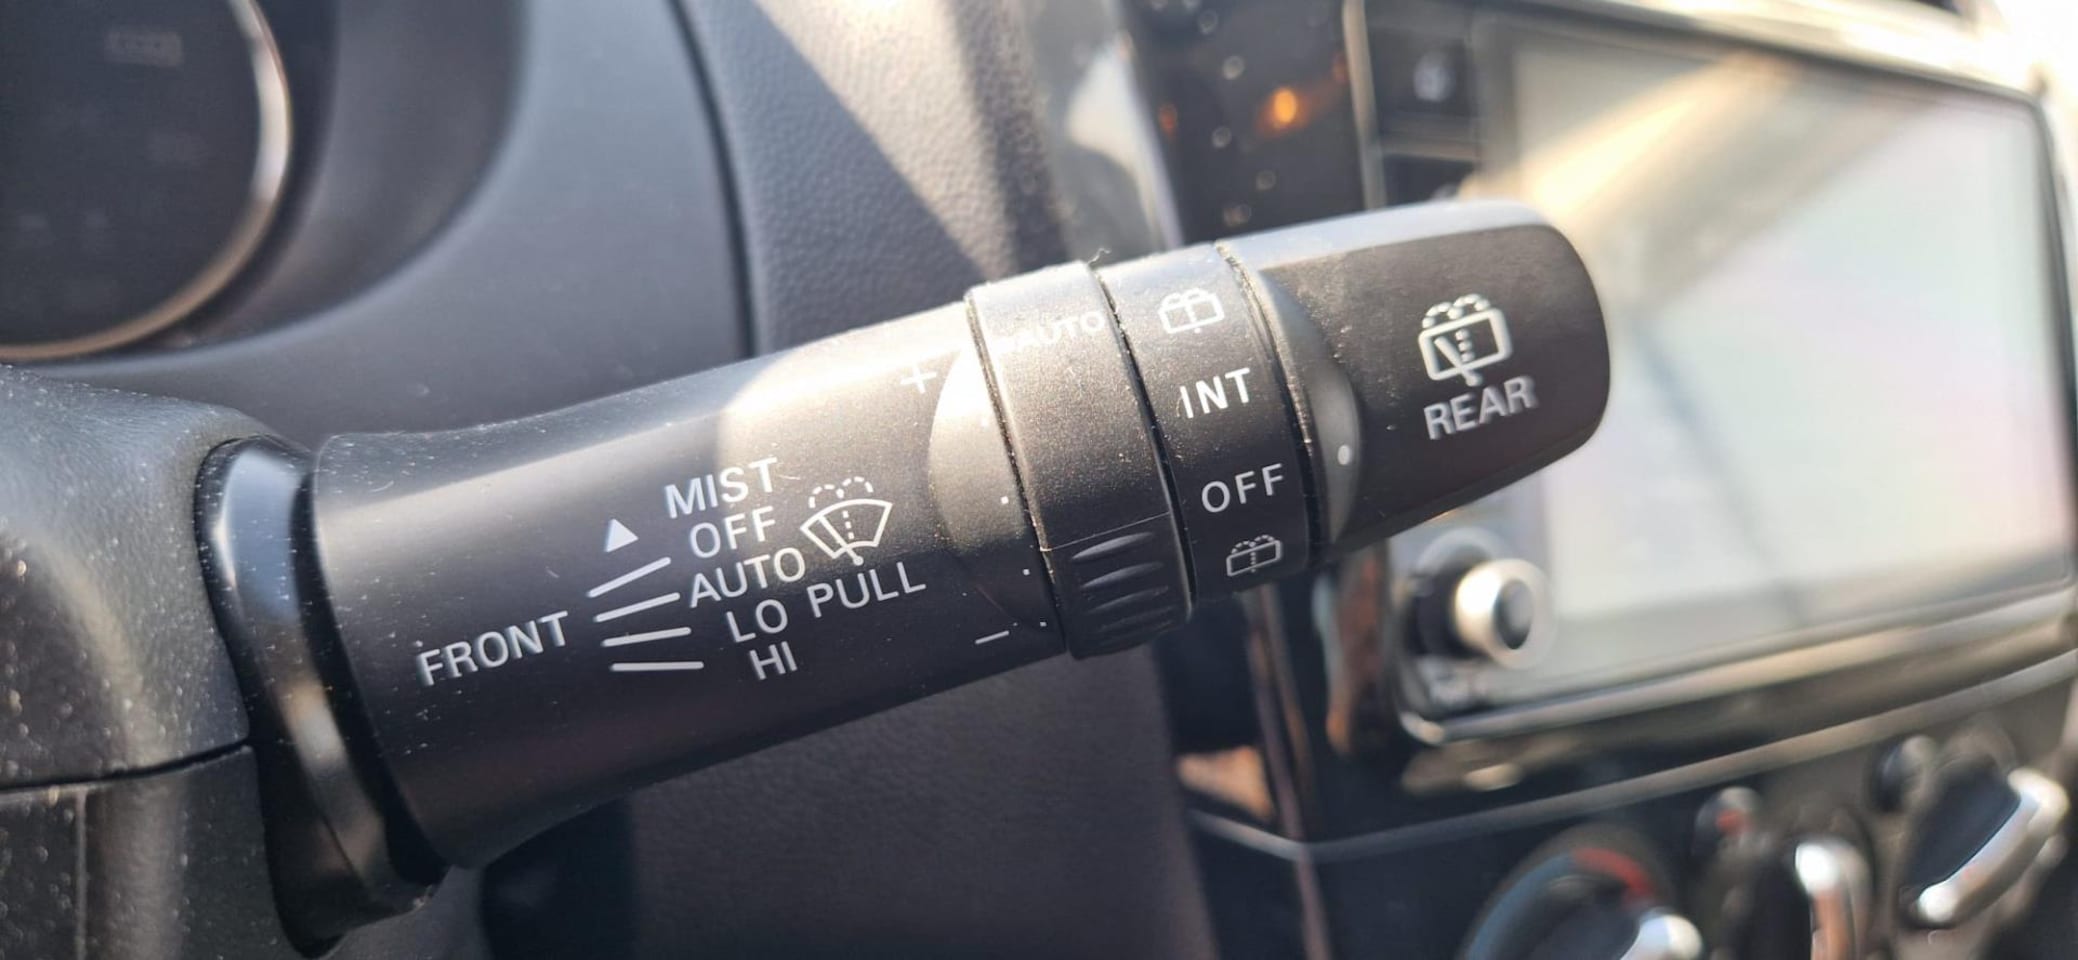 FRONT
MIST
OFF
AUTO
LO PULL
HI
+
AUTO
−
INT
OFF
REAR